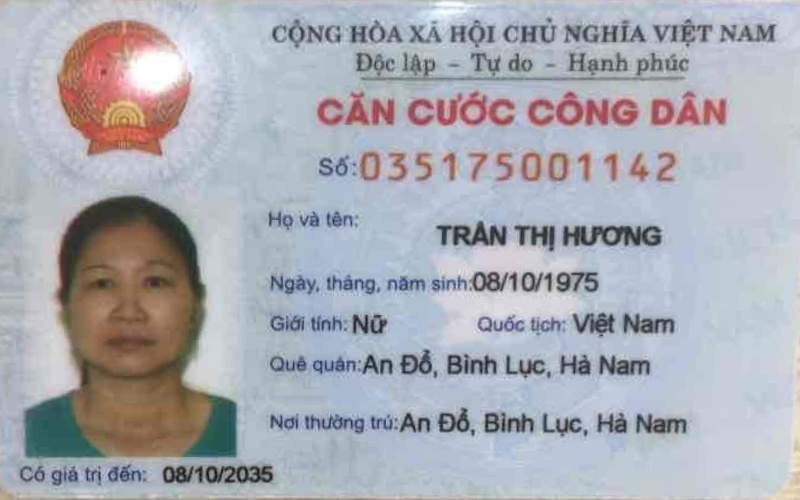 CỘNG HÒA XÃ HỘI CHỦ NGHĨA VIỆT NAM
Độc lập - Tự do - Hạnh phúc
CĂN CƯỚC CÔNG DÂN
Số: 035175001142
Họ và tên:
TRẦN THỊ HƯƠNG
Ngày, tháng, năm sinh: 08/10/1975
Giới tính: Nữ Quốc tịch: Việt Nam
Quê quán: An Đổ, Bình Lục, Hà Nam
Nơi thường trú: An Đổ, Bình Lục, Hà Nam
Có giá trị đến: 08/10/2035